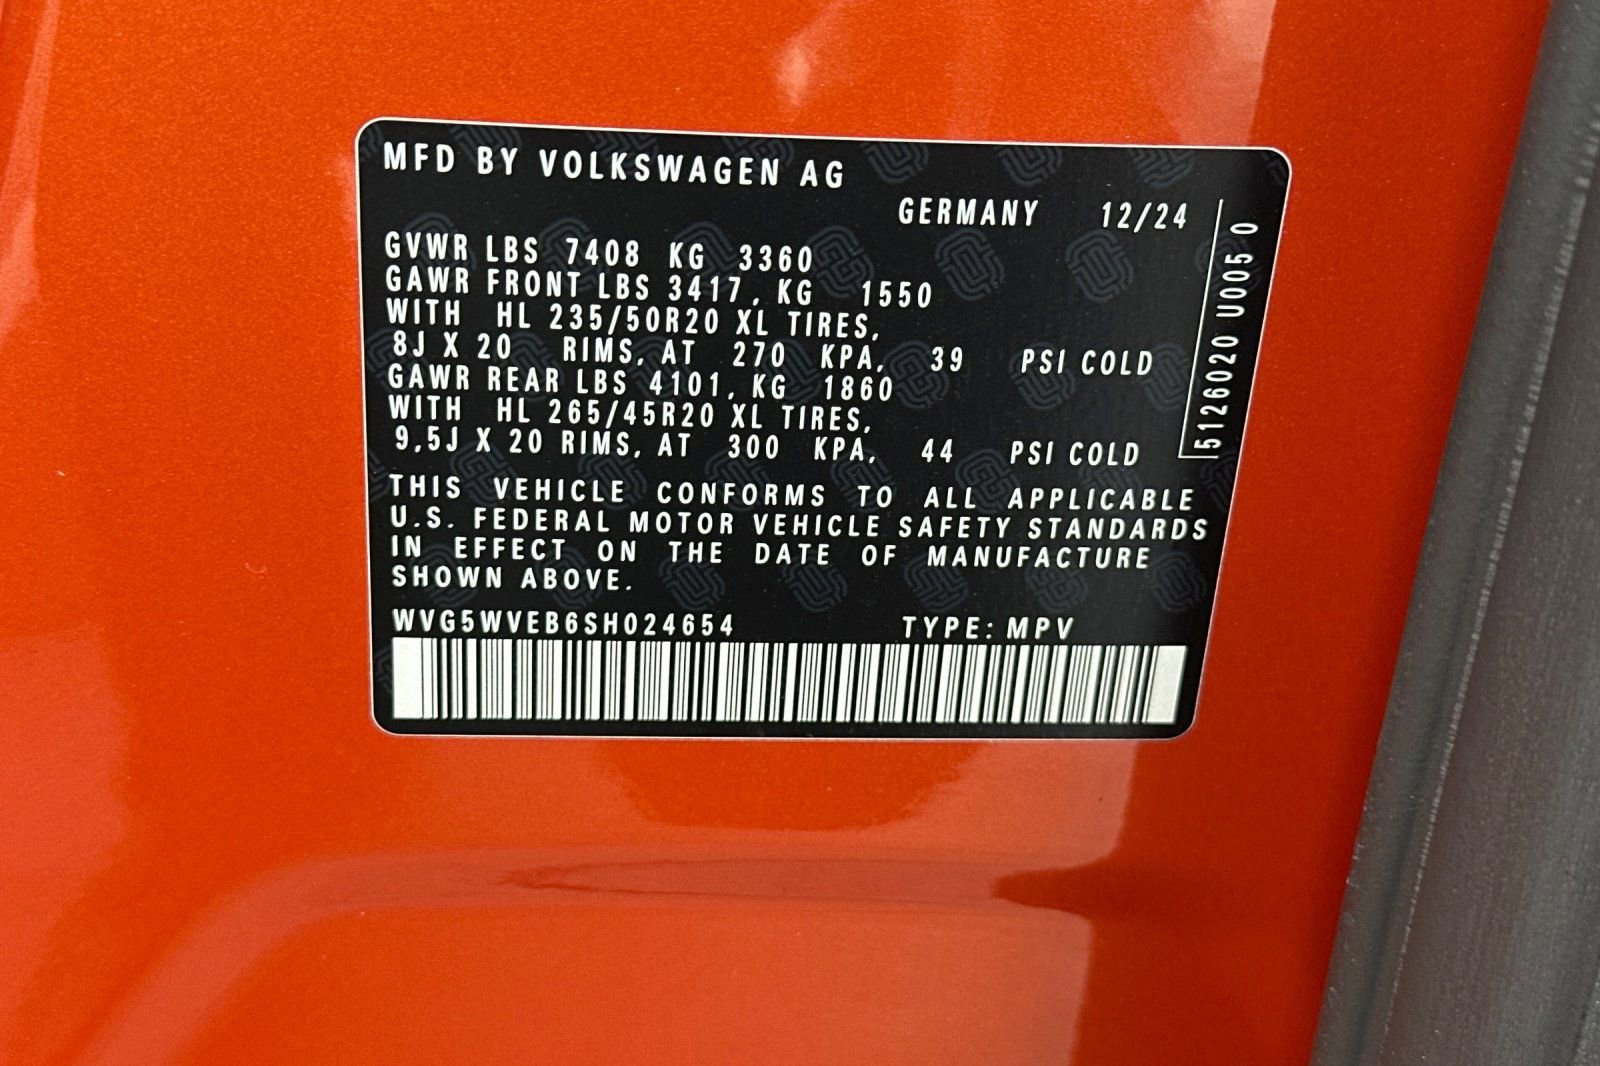 MFD BY VOLKSWAGEN AG
GERMANY 12/24
GVWR LBS 7408 KG 3360
GAWR FRONT LBS 3417, KG 1550
WITH HL 235/50R20 XL TIRES,
8J X 20 RIMS, AT 270 KPA, 39 PSI COLD
GAWR REAR LBS 4101, KG 1860
WITH HL 265/45R20 XL TIRES,
9,5J X 20 RIMS, AT 300 KPA, 44 PSI COLD
THIS VEHICLE CONFORMS TO ALL APPLICABLE
U.S. FEDERAL MOTOR VEHICLE SAFETY STANDARDS
IN EFFECT ON THE DATE OF MANUFACTURE
SHOWN ABOVE.
WVG5WVEB6SH024654 TYPE: MPV
5126020 U005 0